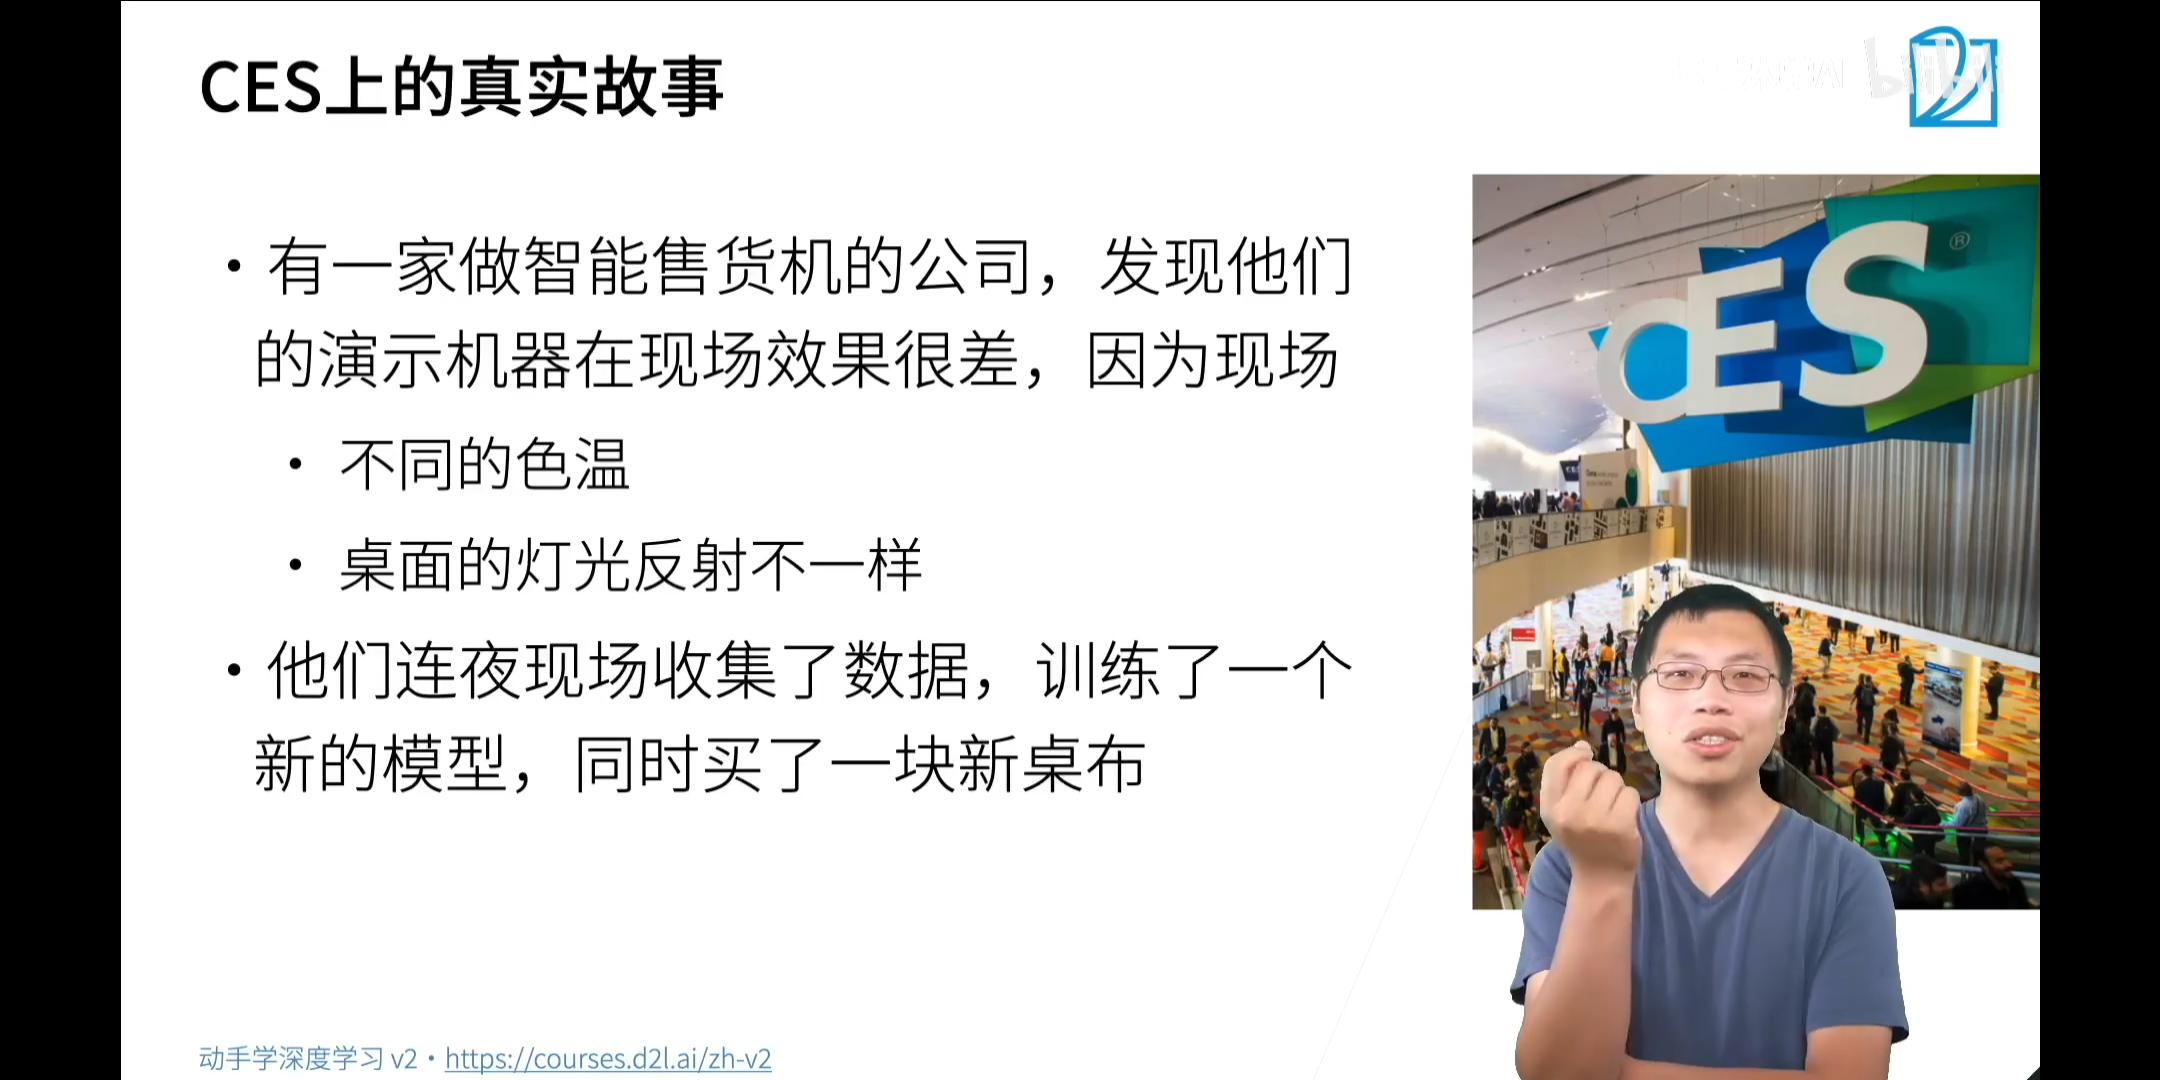 CES上的真实故事
bilibili
• 有一家做智能售货机的公司，发现他们
的演示机器在现场效果很差，因为现场
• 不同的色温
• 桌面的灯光反射不一样
• 他们连夜现场收集了数据，训练了一个
新的模型，同时买了一块新桌布
CES ®
动手学深度学习 v2 • https://courses.d2l.ai/zh-v2